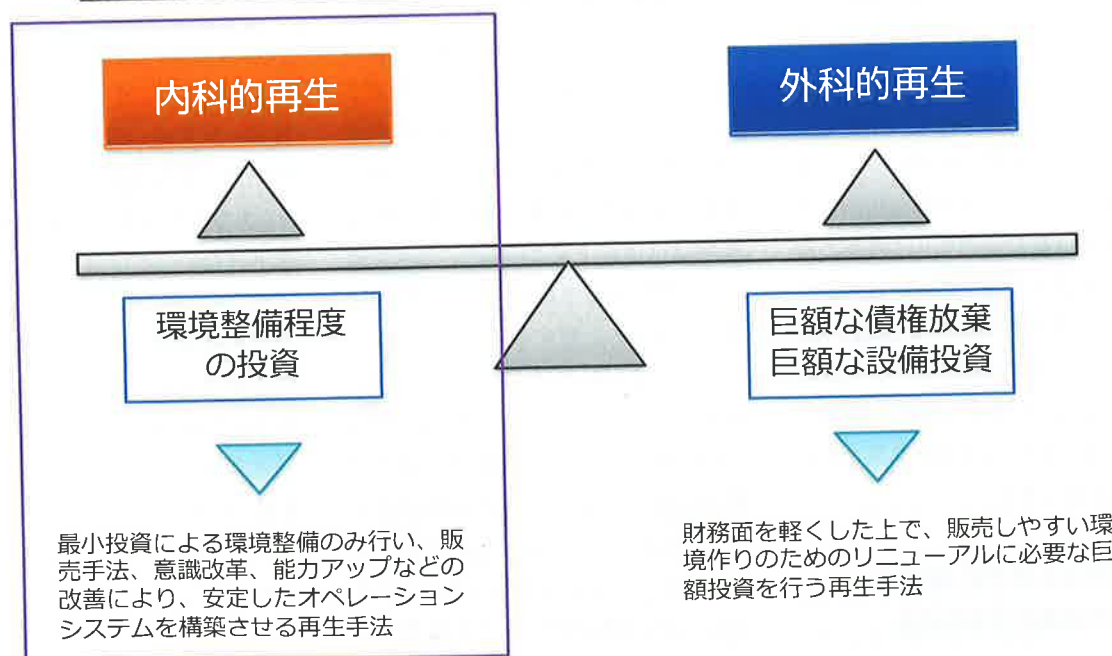 内科的再生
外科的再生
環境整備程度
の投資
巨額な債権放棄
巨額な設備投資
最小投資による環境整備のみ行い、販
売手法、意識改革、能力アップなどの
改善により、安定したオペレーション
システムを構築させる再生手法
財務面を軽くした上で、販売しやすい環
境作りのためのリニューアルに必要な巨
額投資を行う再生手法